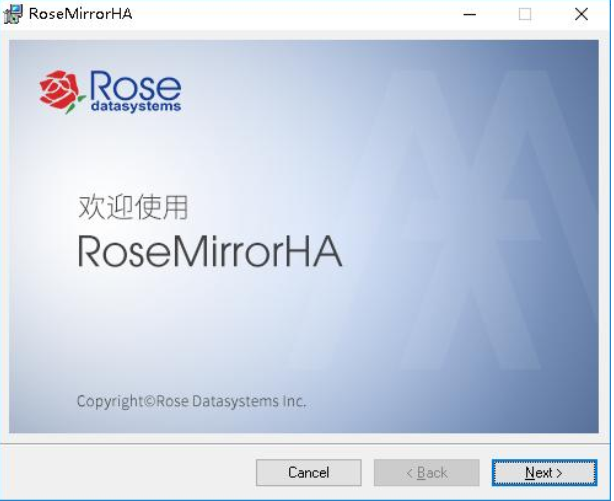 RoseMirrorHA
Rose
datasystems
欢迎使用
RoseMirrorHA
Copyright©Rose Datasystems Inc.
Cancel
< Back
Next >